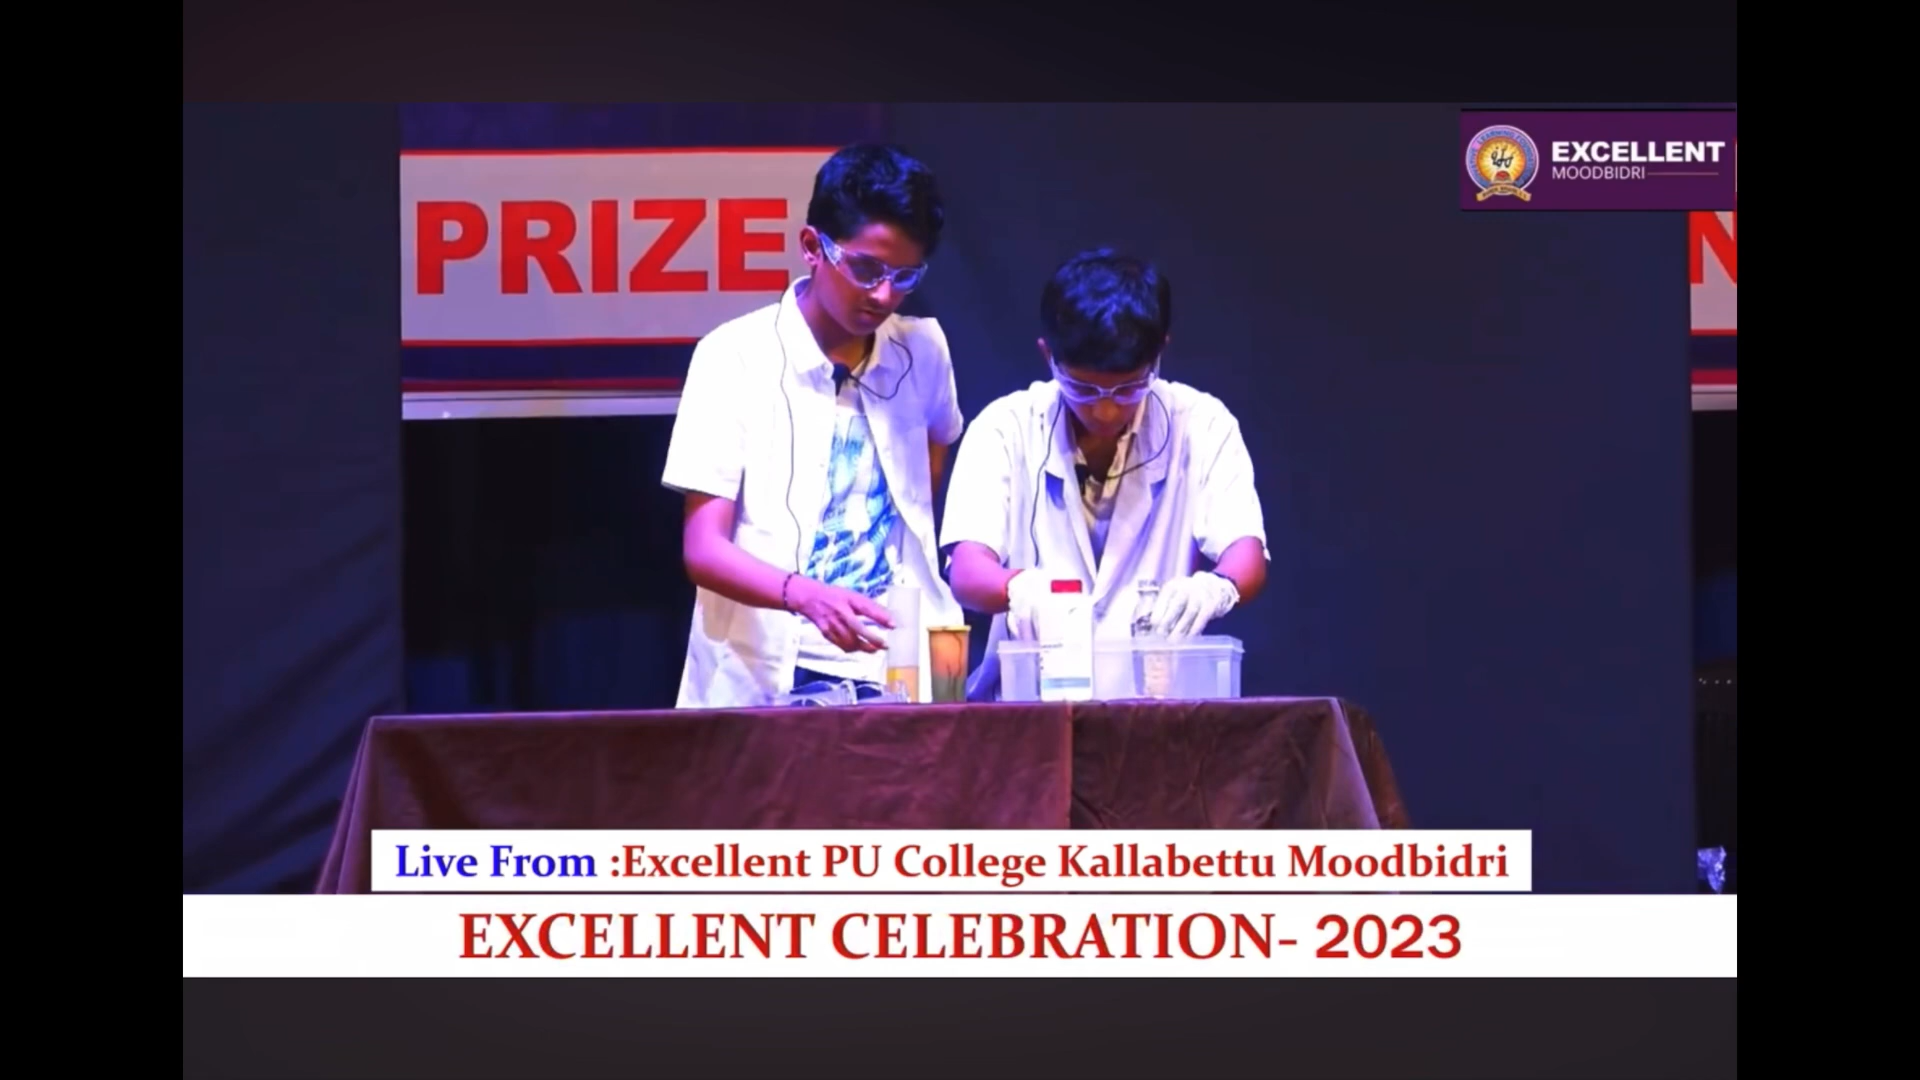 PRIZE
EXCELLENT
MOODBIDRI
N
Live From :Excellent PU College Kallabettu Moodbidri
EXCELLENT CELEBRATION- 2023